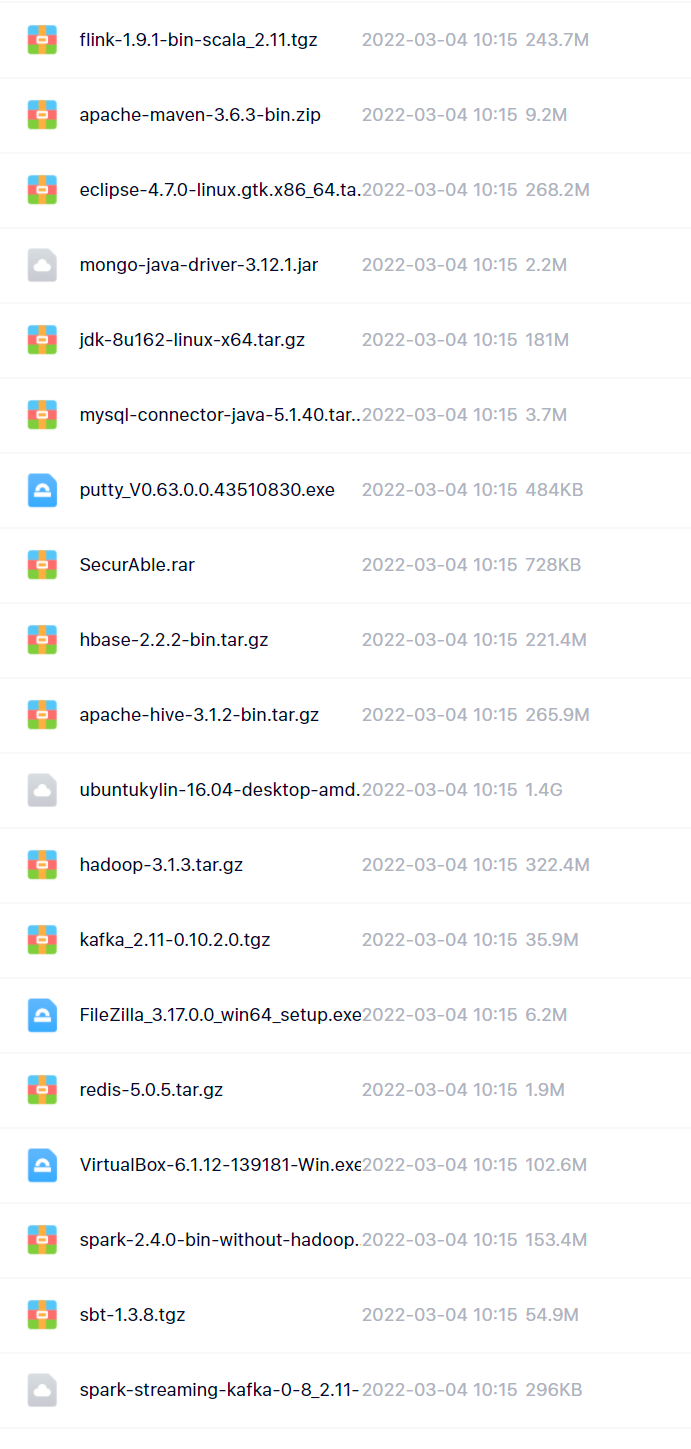 flink-1.9.1-bin-scala_2.11.tgz 2022-03-04 10:15 243.7M
apache-maven-3.6.3-bin.zip 2022-03-04 10:15 9.2M
eclipse-4.7.0-linux.gtk.x86_64.ta. 2022-03-04 10:15 268.2M
mongo-java-driver-3.12.1.jar 2022-03-04 10:15 2.2M
jdk-8u162-linux-x64.tar.gz 2022-03-04 10:15 181M
mysql-connector-java-5.1.40.tar.. 2022-03-04 10:15 3.7M
putty_V0.63.0.0.43510830.exe 2022-03-04 10:15 484KB
SecurAble.rar 2022-03-04 10:15 728KB
hbase-2.2.2-bin.tar.gz 2022-03-04 10:15 221.4M
apache-hive-3.1.2-bin.tar.gz 2022-03-04 10:15 265.9M
ubuntukylin-16.04-desktop-amd. 2022-03-04 10:15 1.4G
hadoop-3.1.3.tar.gz 2022-03-04 10:15 322.4M
kafka_2.11-0.10.2.0.tgz 2022-03-04 10:15 35.9M
FileZilla_3.17.0.0_win64_setup.exe 2022-03-04 10:15 6.2M
redis-5.0.5.tar.gz 2022-03-04 10:15 1.9M
VirtualBox-6.1.12-139181-Win.exe 2022-03-04 10:15 102.6M
spark-2.4.0-bin-without-hadoop. 2022-03-04 10:15 153.4M
sbt-1.3.8.tgz 2022-03-04 10:15 54.9M
spark-streaming-kafka-0-8_2.11- 2022-03-04 10:15 296KB